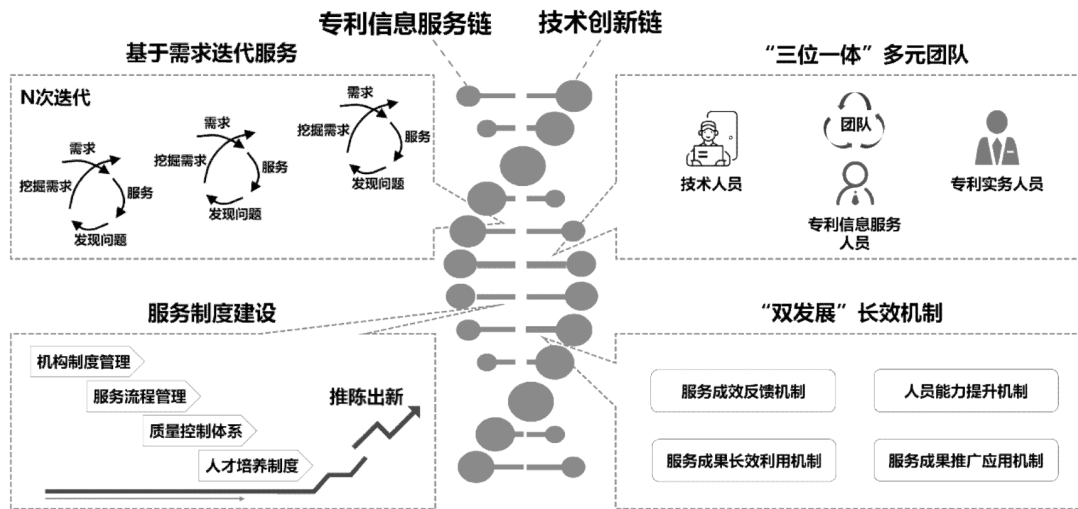 专利信息服务链
技术创新链
基于需求迭代服务
N次迭代
需求
挖掘需求
服务
发现问题
需求
挖掘需求
服务
发现问题
需求
挖掘需求
服务
发现问题
“三位一体”多元团队
技术人员
团队
专利信息服务
人员
专利实务人员
服务制度建设
机构制度管理
服务流程管理
质量控制体系
人才培养制度
推陈出新
“双发展”长效机制
服务成效反馈机制
人员能力提升机制
服务成果长效利用机制
服务成果推广应用机制